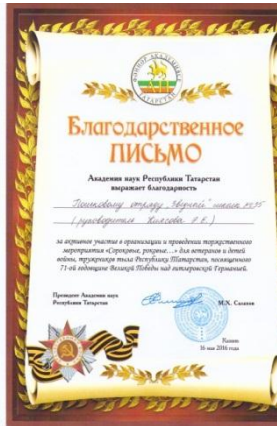 Благодарственное
ПИСЬМО
Академия наук Республики Татарстан
выражает благодарность
Поисковому отряду
школы
(руководитель
за активное участие в организации и проведении торжественного
мероприятия «Сороковые, роковые…» для ветеранов и детей
войны, тружеников тыла Республики Татарстан, посвященного
71-ой годовщине Великой Победы над гитлеровской Германией.
Президент Академии наук
Республики Татарстан
М.Х. Салахов
Казань
16 мая 2016 года